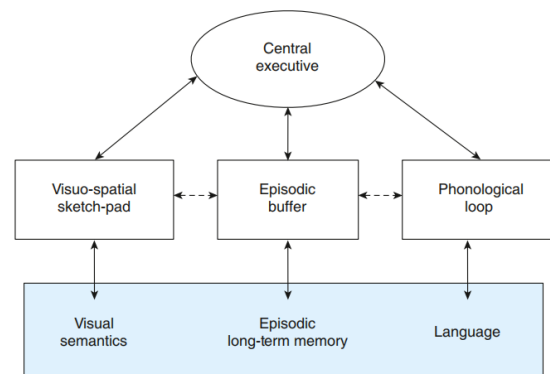 Central
executive
Visuo-spatial
sketch-pad
Episodic
buffer
Phonological
loop
Visual
semantics
Episodic
long-term memory
Language